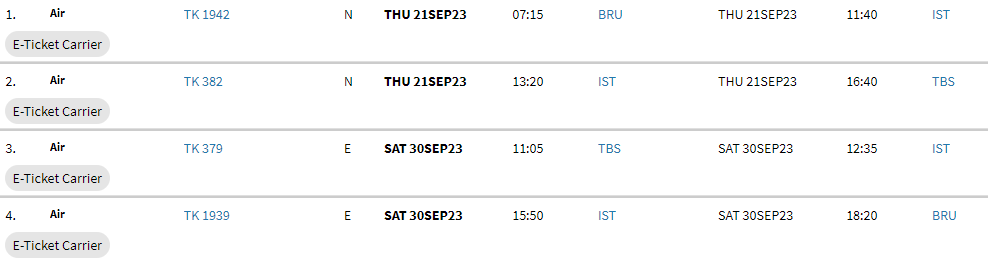 1. Air TK 1942 N THU 21SEP23 07:15 BRU THU 21SEP23 11:40 IST
E-Ticket Carrier
2. Air TK 382 N THU 21SEP23 13:20 IST THU 21SEP23 16:40 TBS
E-Ticket Carrier
3. Air TK 379 E SAT 30SEP23 11:05 TBS SAT 30SEP23 12:35 IST
E-Ticket Carrier
4. Air TK 1939 E SAT 30SEP23 15:50 IST SAT 30SEP23 18:20 BRU
E-Ticket Carrier